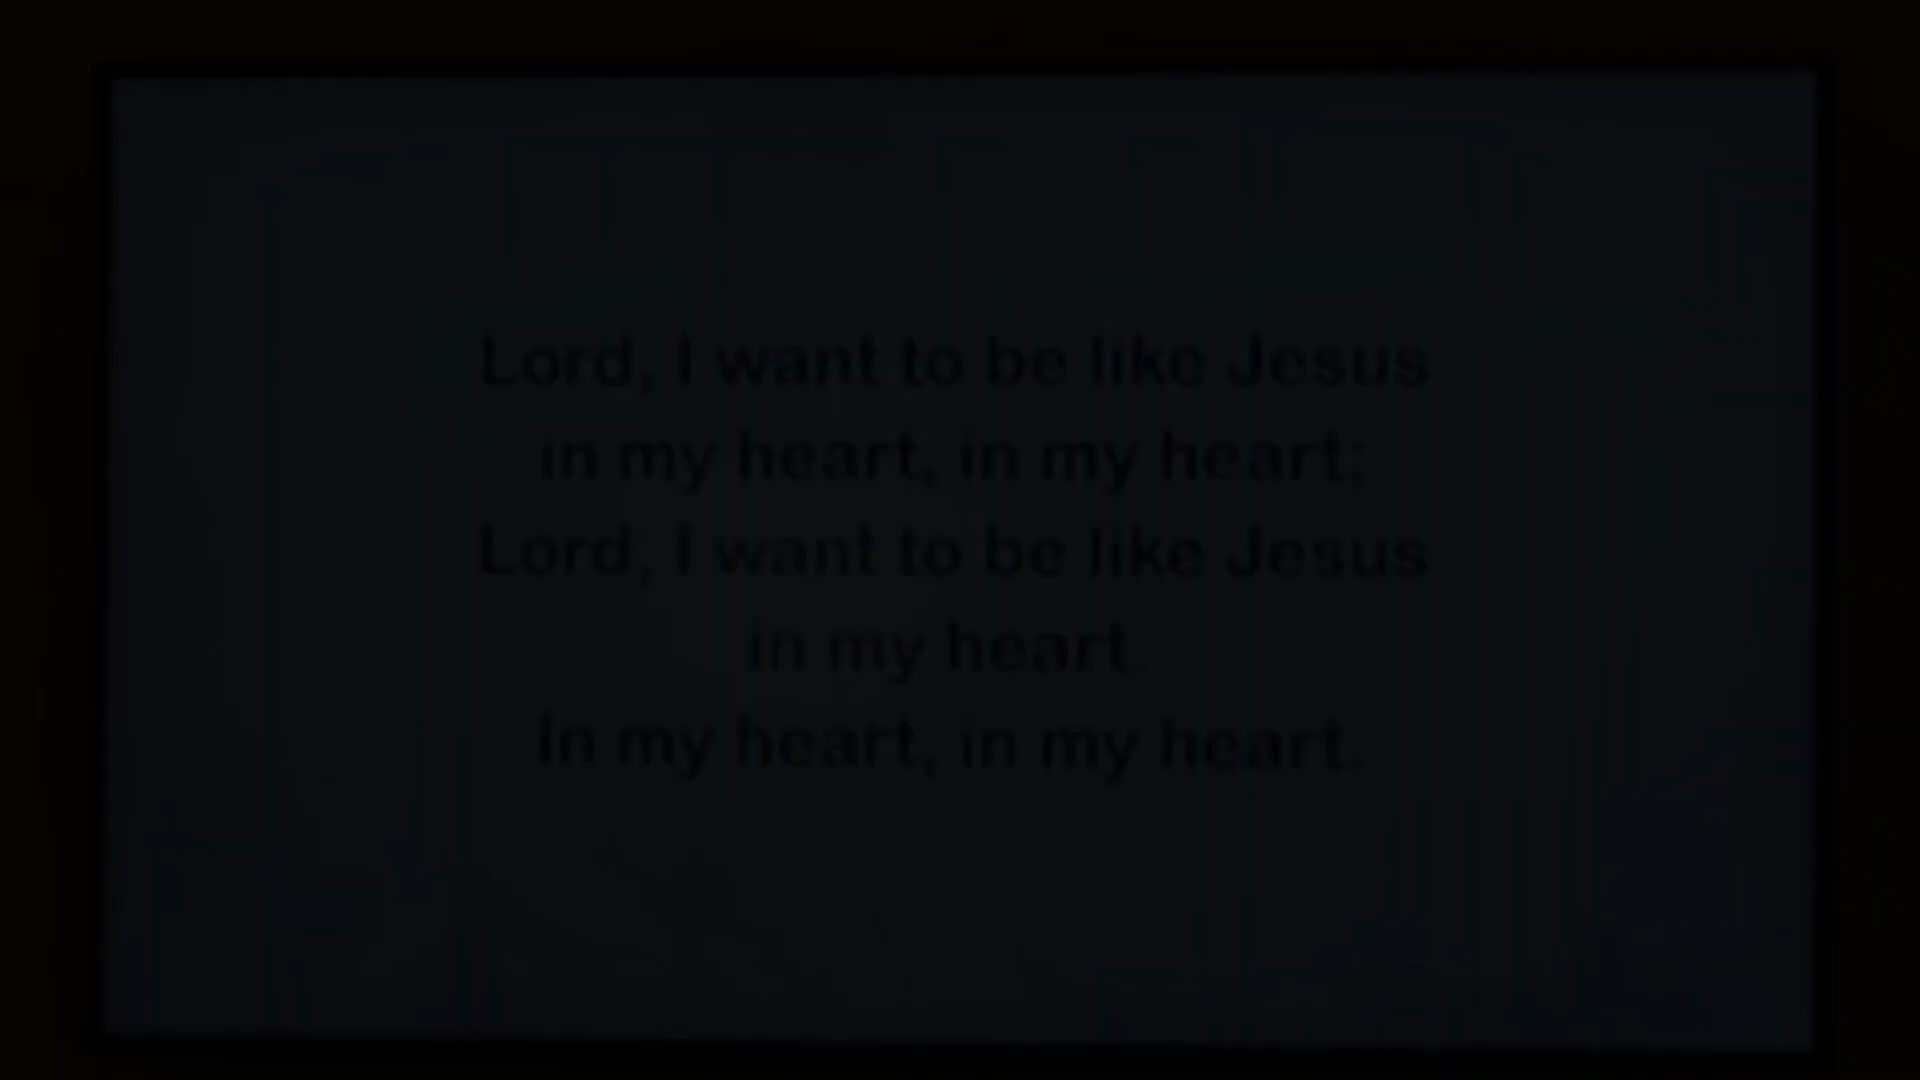 Lord, I want to be like Jesus
in my heart, in my heart;
Lord, I want to be like Jesus
in my heart.
In my heart, in my heart.